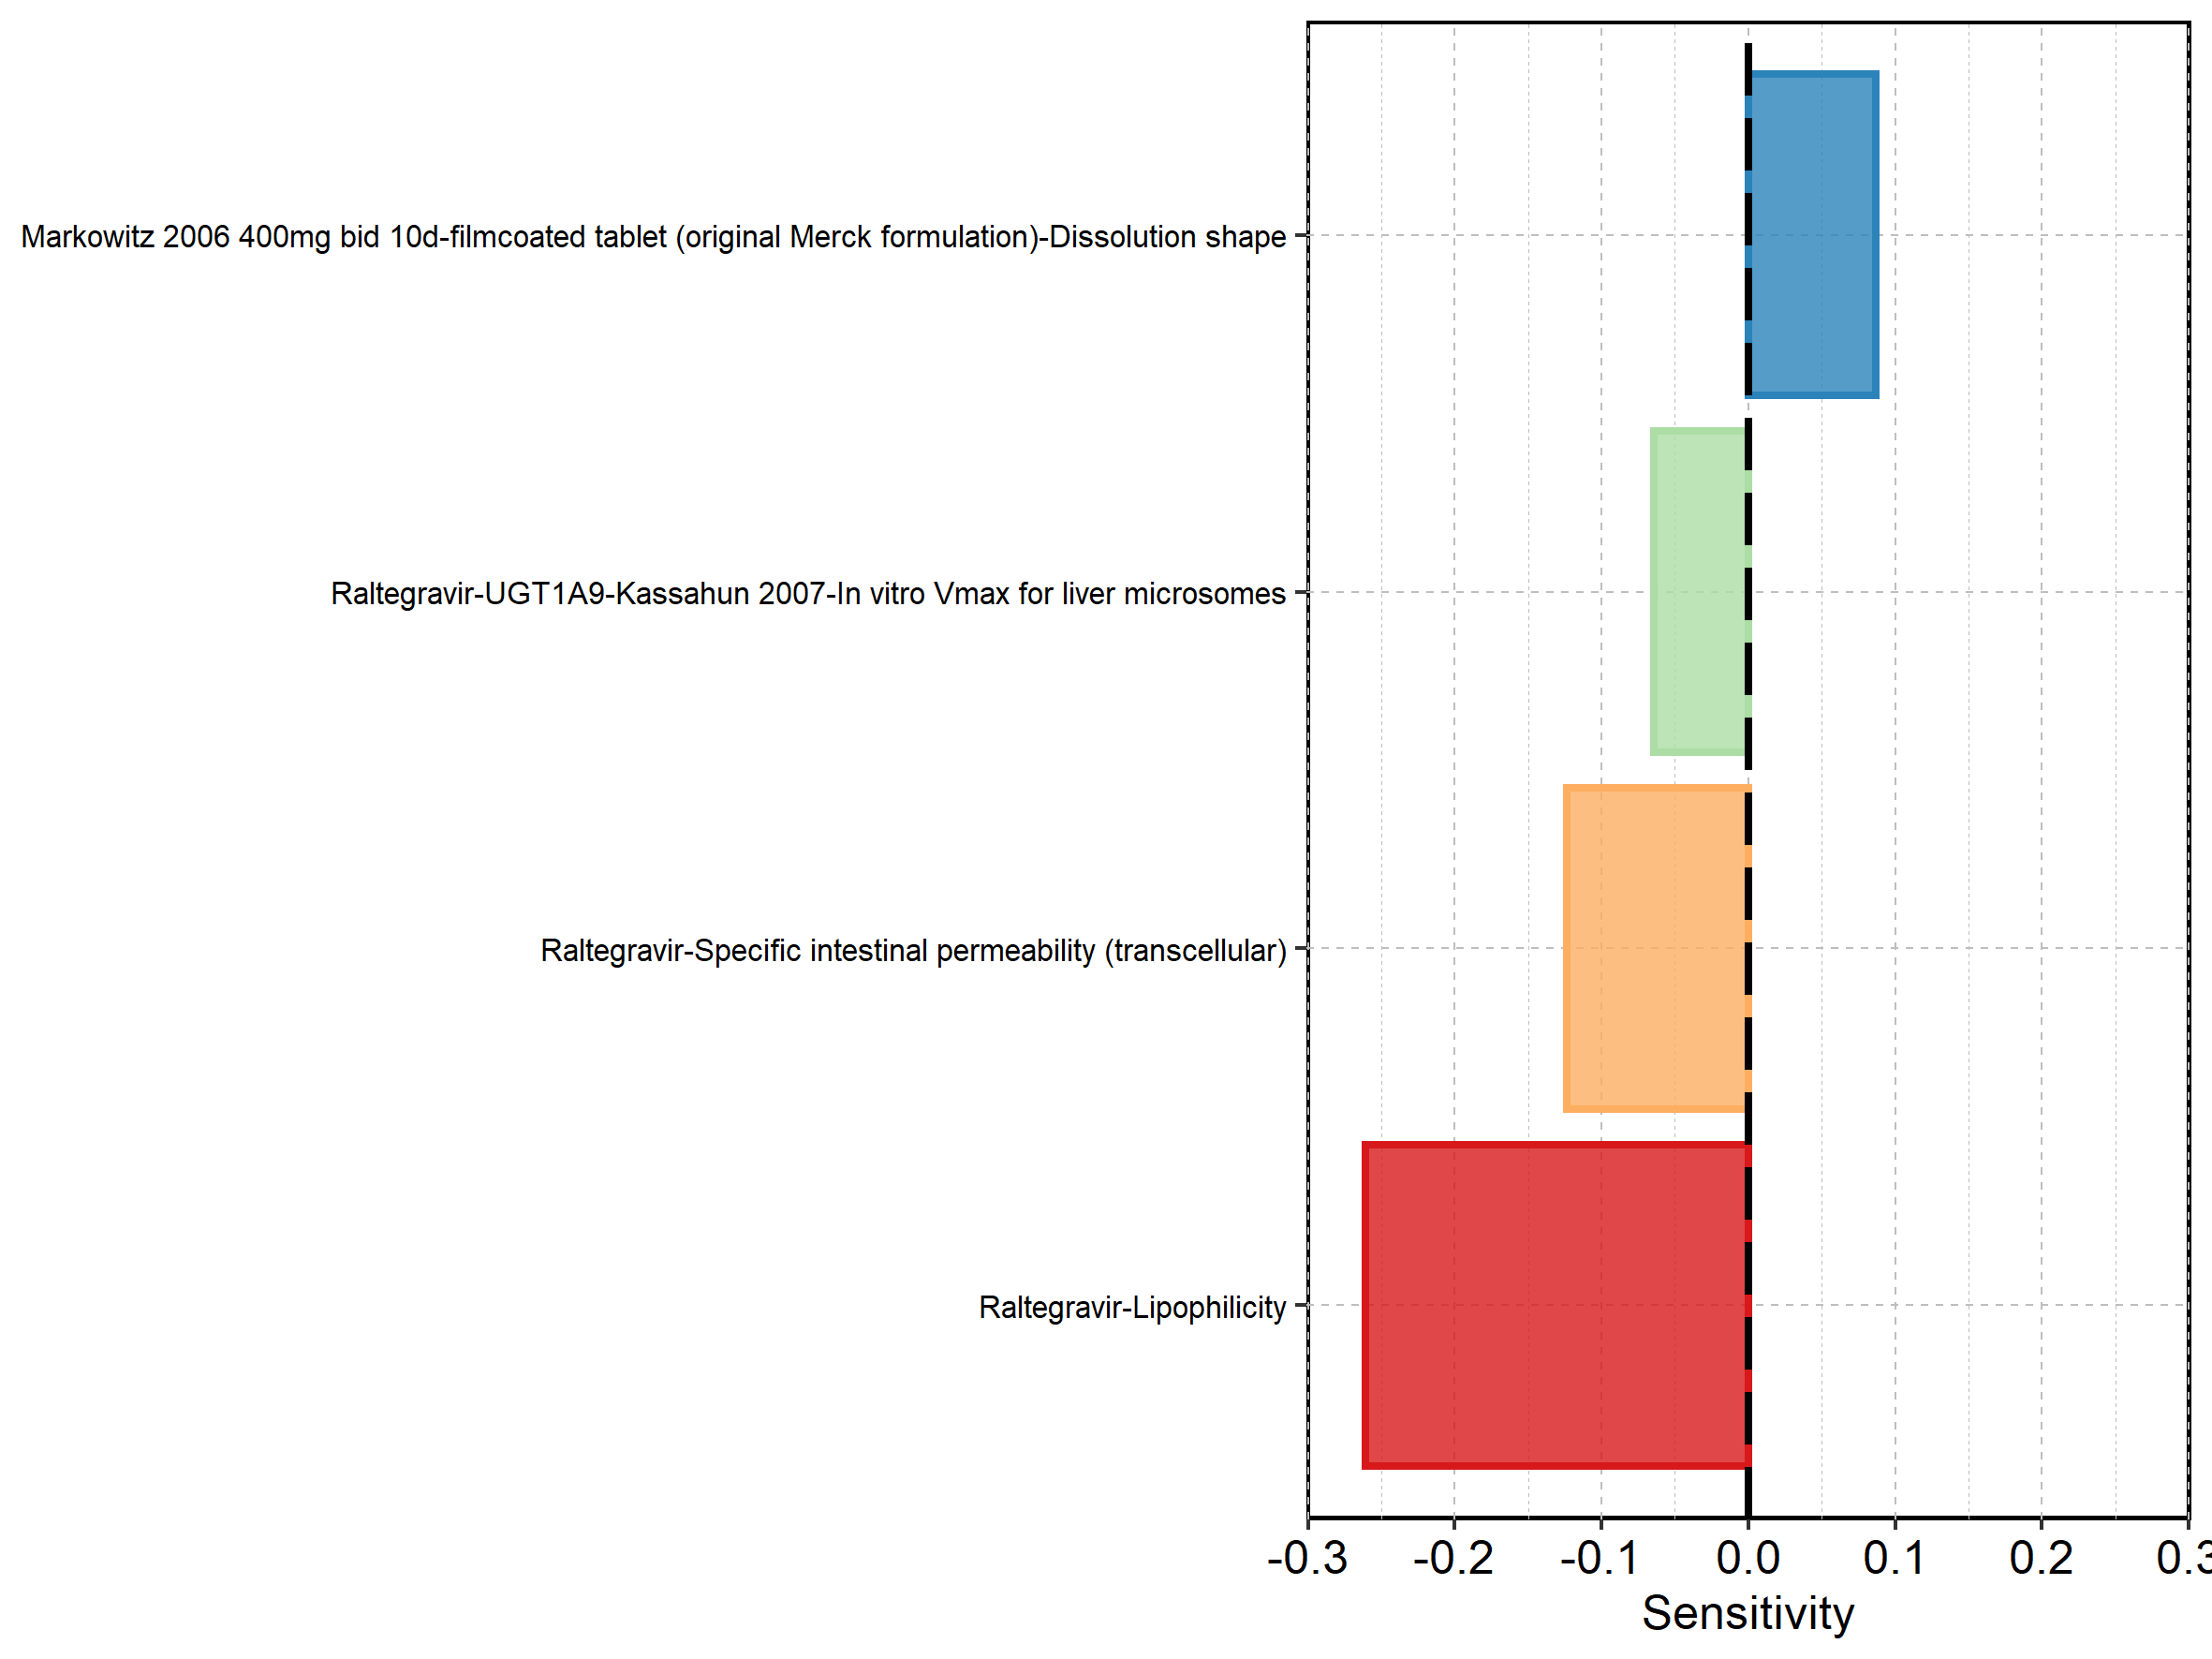 Markowitz 2006 400mg bid 10d-filmcoated tablet (original Merck formulation)-Dissolution shape
Raltegravir-UGT1A9-Kassahun 2007-In vitro Vmax for liver microsomes
Raltegravir-Specific intestinal permeability (transcellular)
Raltegravir-Lipophilicity
-0.3 -0.2 -0.1 0.0 0.1 0.2 0.3
Sensitivity